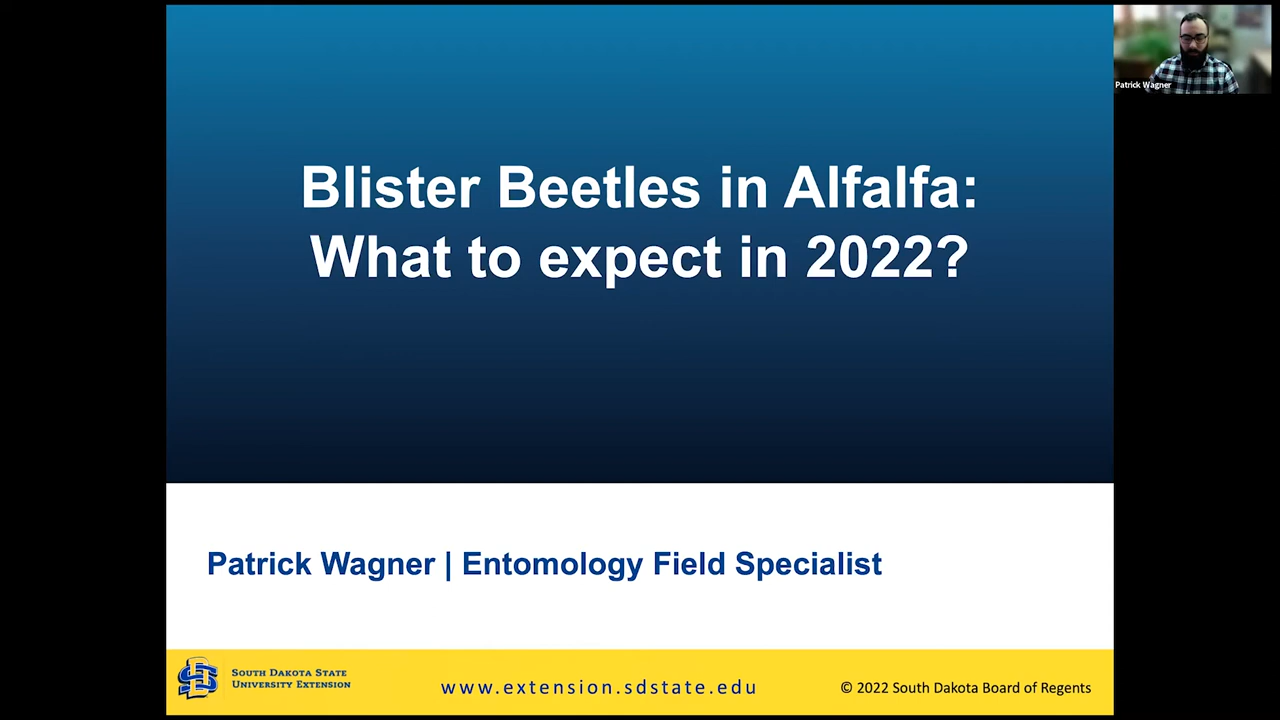 Patrick Wagner
Blister Beetles in Alfalfa:
What to expect in 2022?
Patrick Wagner | Entomology Field Specialist
South Dakota State
University Extension
www.extension.sdstate.edu
© 2022 South Dakota Board of Regents